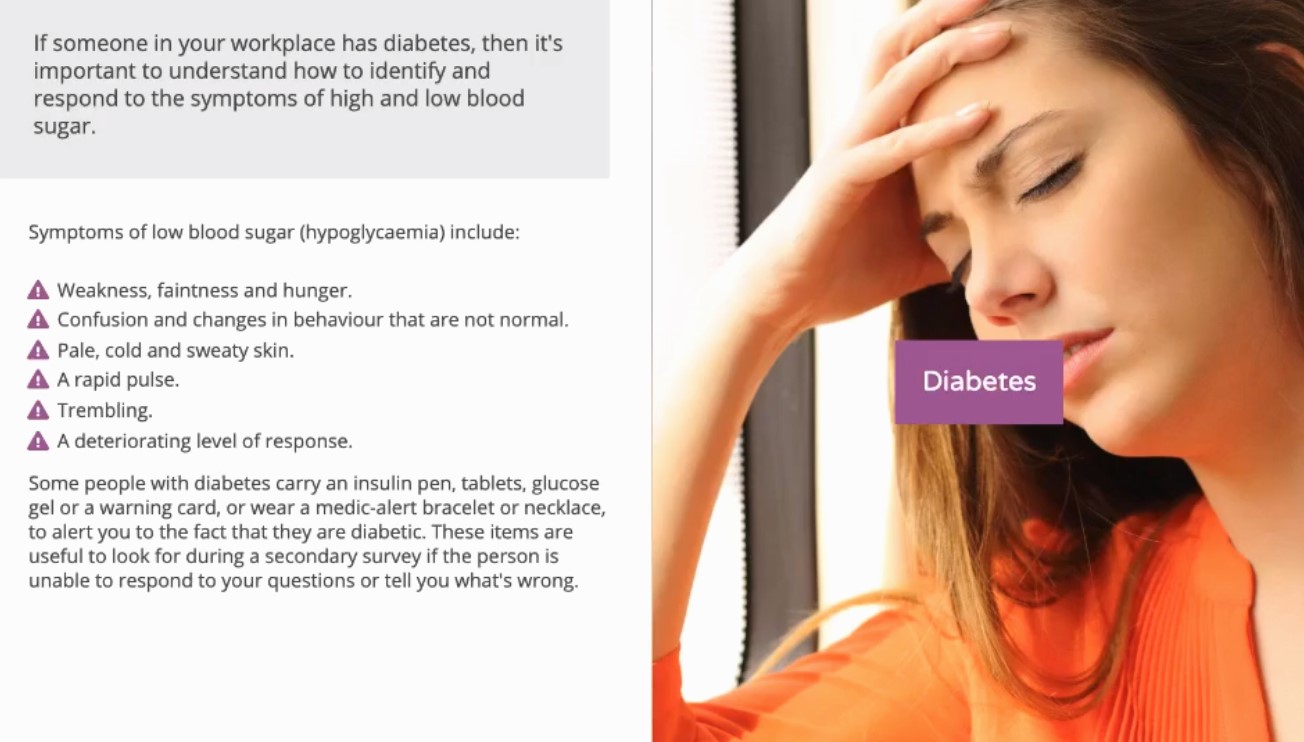 If someone in your workplace has diabetes, then it's
important to understand how to identify and
respond to the symptoms of high and low blood
sugar.
Symptoms of low blood sugar (hypoglycaemia) include:
Weakness, faintness and hunger.
Confusion and changes in behaviour that are not normal.
Pale, cold and sweaty skin.
A rapid pulse.
Trembling.
A deteriorating level of response.
Some people with diabetes carry an insulin pen, tablets, glucose
gel or a warning card, or wear a medic-alert bracelet or necklace,
to alert you to the fact that they are diabetic. These items are
useful to look for during a secondary survey if the person is
unable to respond to your questions or tell you what's wrong.
Diabetes